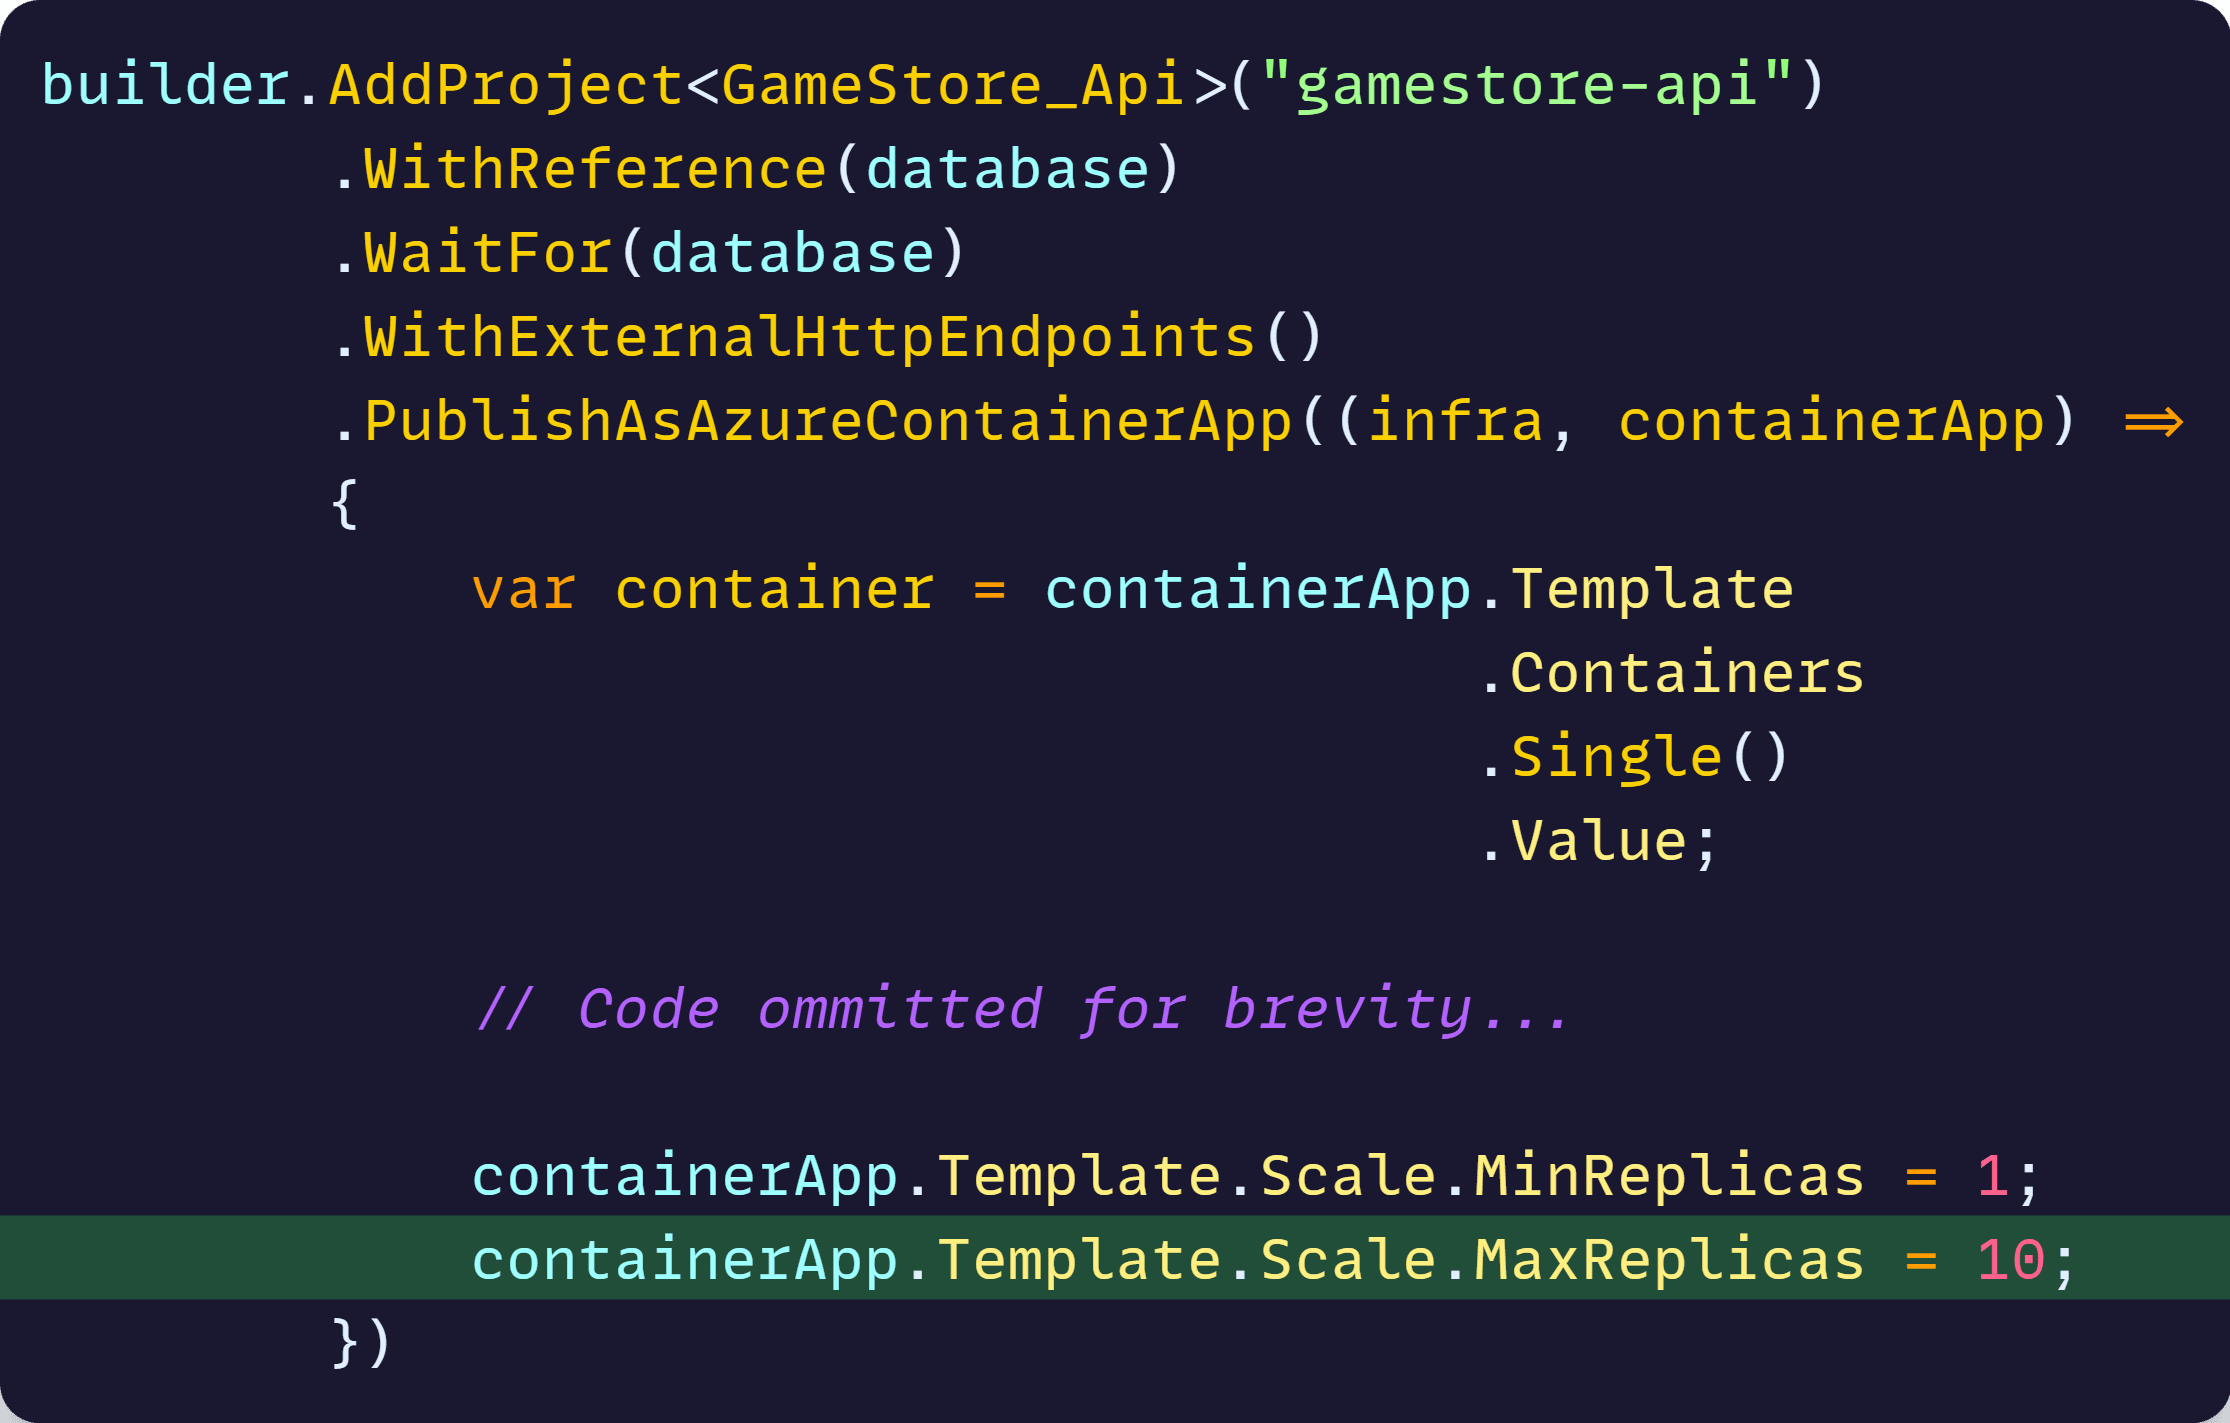 builder.AddProject<GameStore_Api>("gamestore-api")
.WithReference(database)
.WaitFor(database)
.WithExternalHttpEndpoints()
.PublishAsAzureContainerApp((infra, containerApp) =>
{
var container = containerApp.Template
.Containers
.Single()
.Value;
// Code ommitted for brevity...
containerApp.Template.Scale.MinReplicas = 1;
containerApp.Template.Scale.MaxReplicas = 10;
})